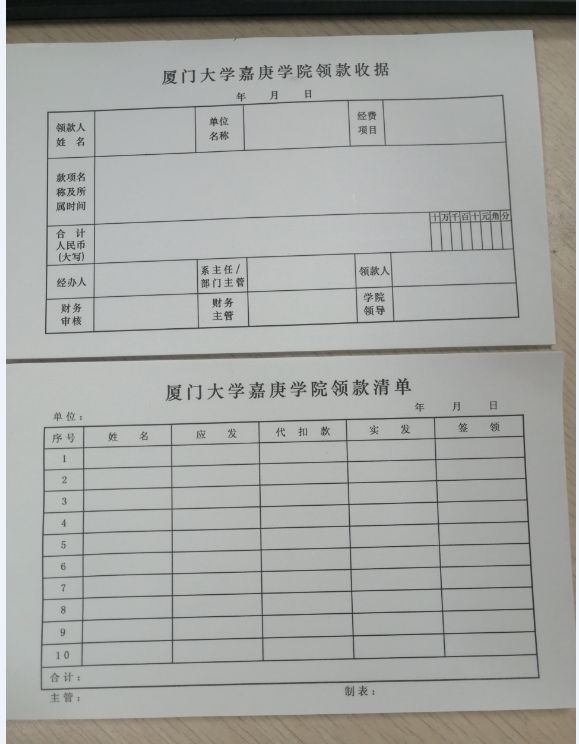 厦门大学嘉庚学院领款收据
年 月 日
领款人姓名 单位名称 经费项目
款项名称及所属时间
合计人民币(大写) 十万千百十元角分
经办人 系主任/部门主管 领款人
财务审核 财务主管 学院领导
厦门大学嘉庚学院领款清单
单位： 年 月 日
序号 姓名 应发 代扣款 实发 签领
1
2
3
4
5
6
7
8
9
10
合计：
主管： 制表：